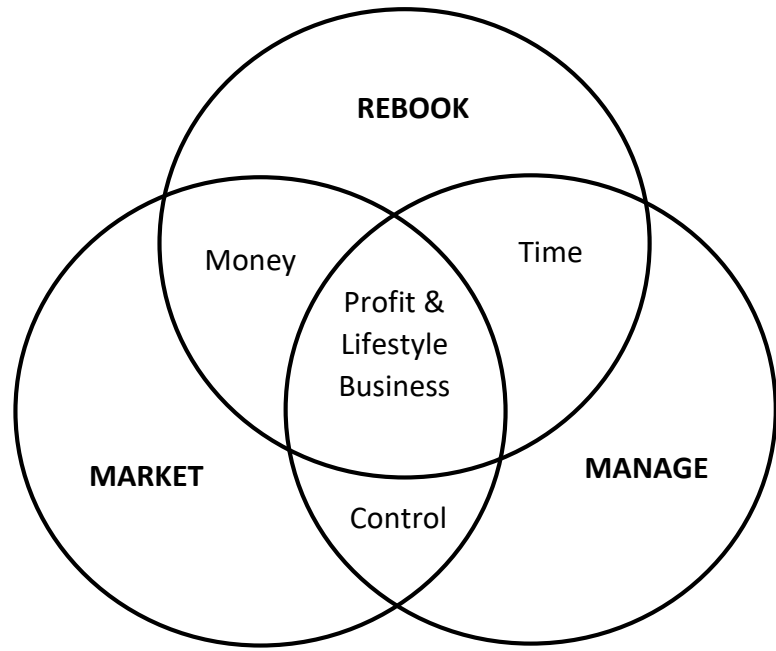 REBOOK
Money
Time
Profit &
Lifestyle
Business
MARKET
MANAGE
Control